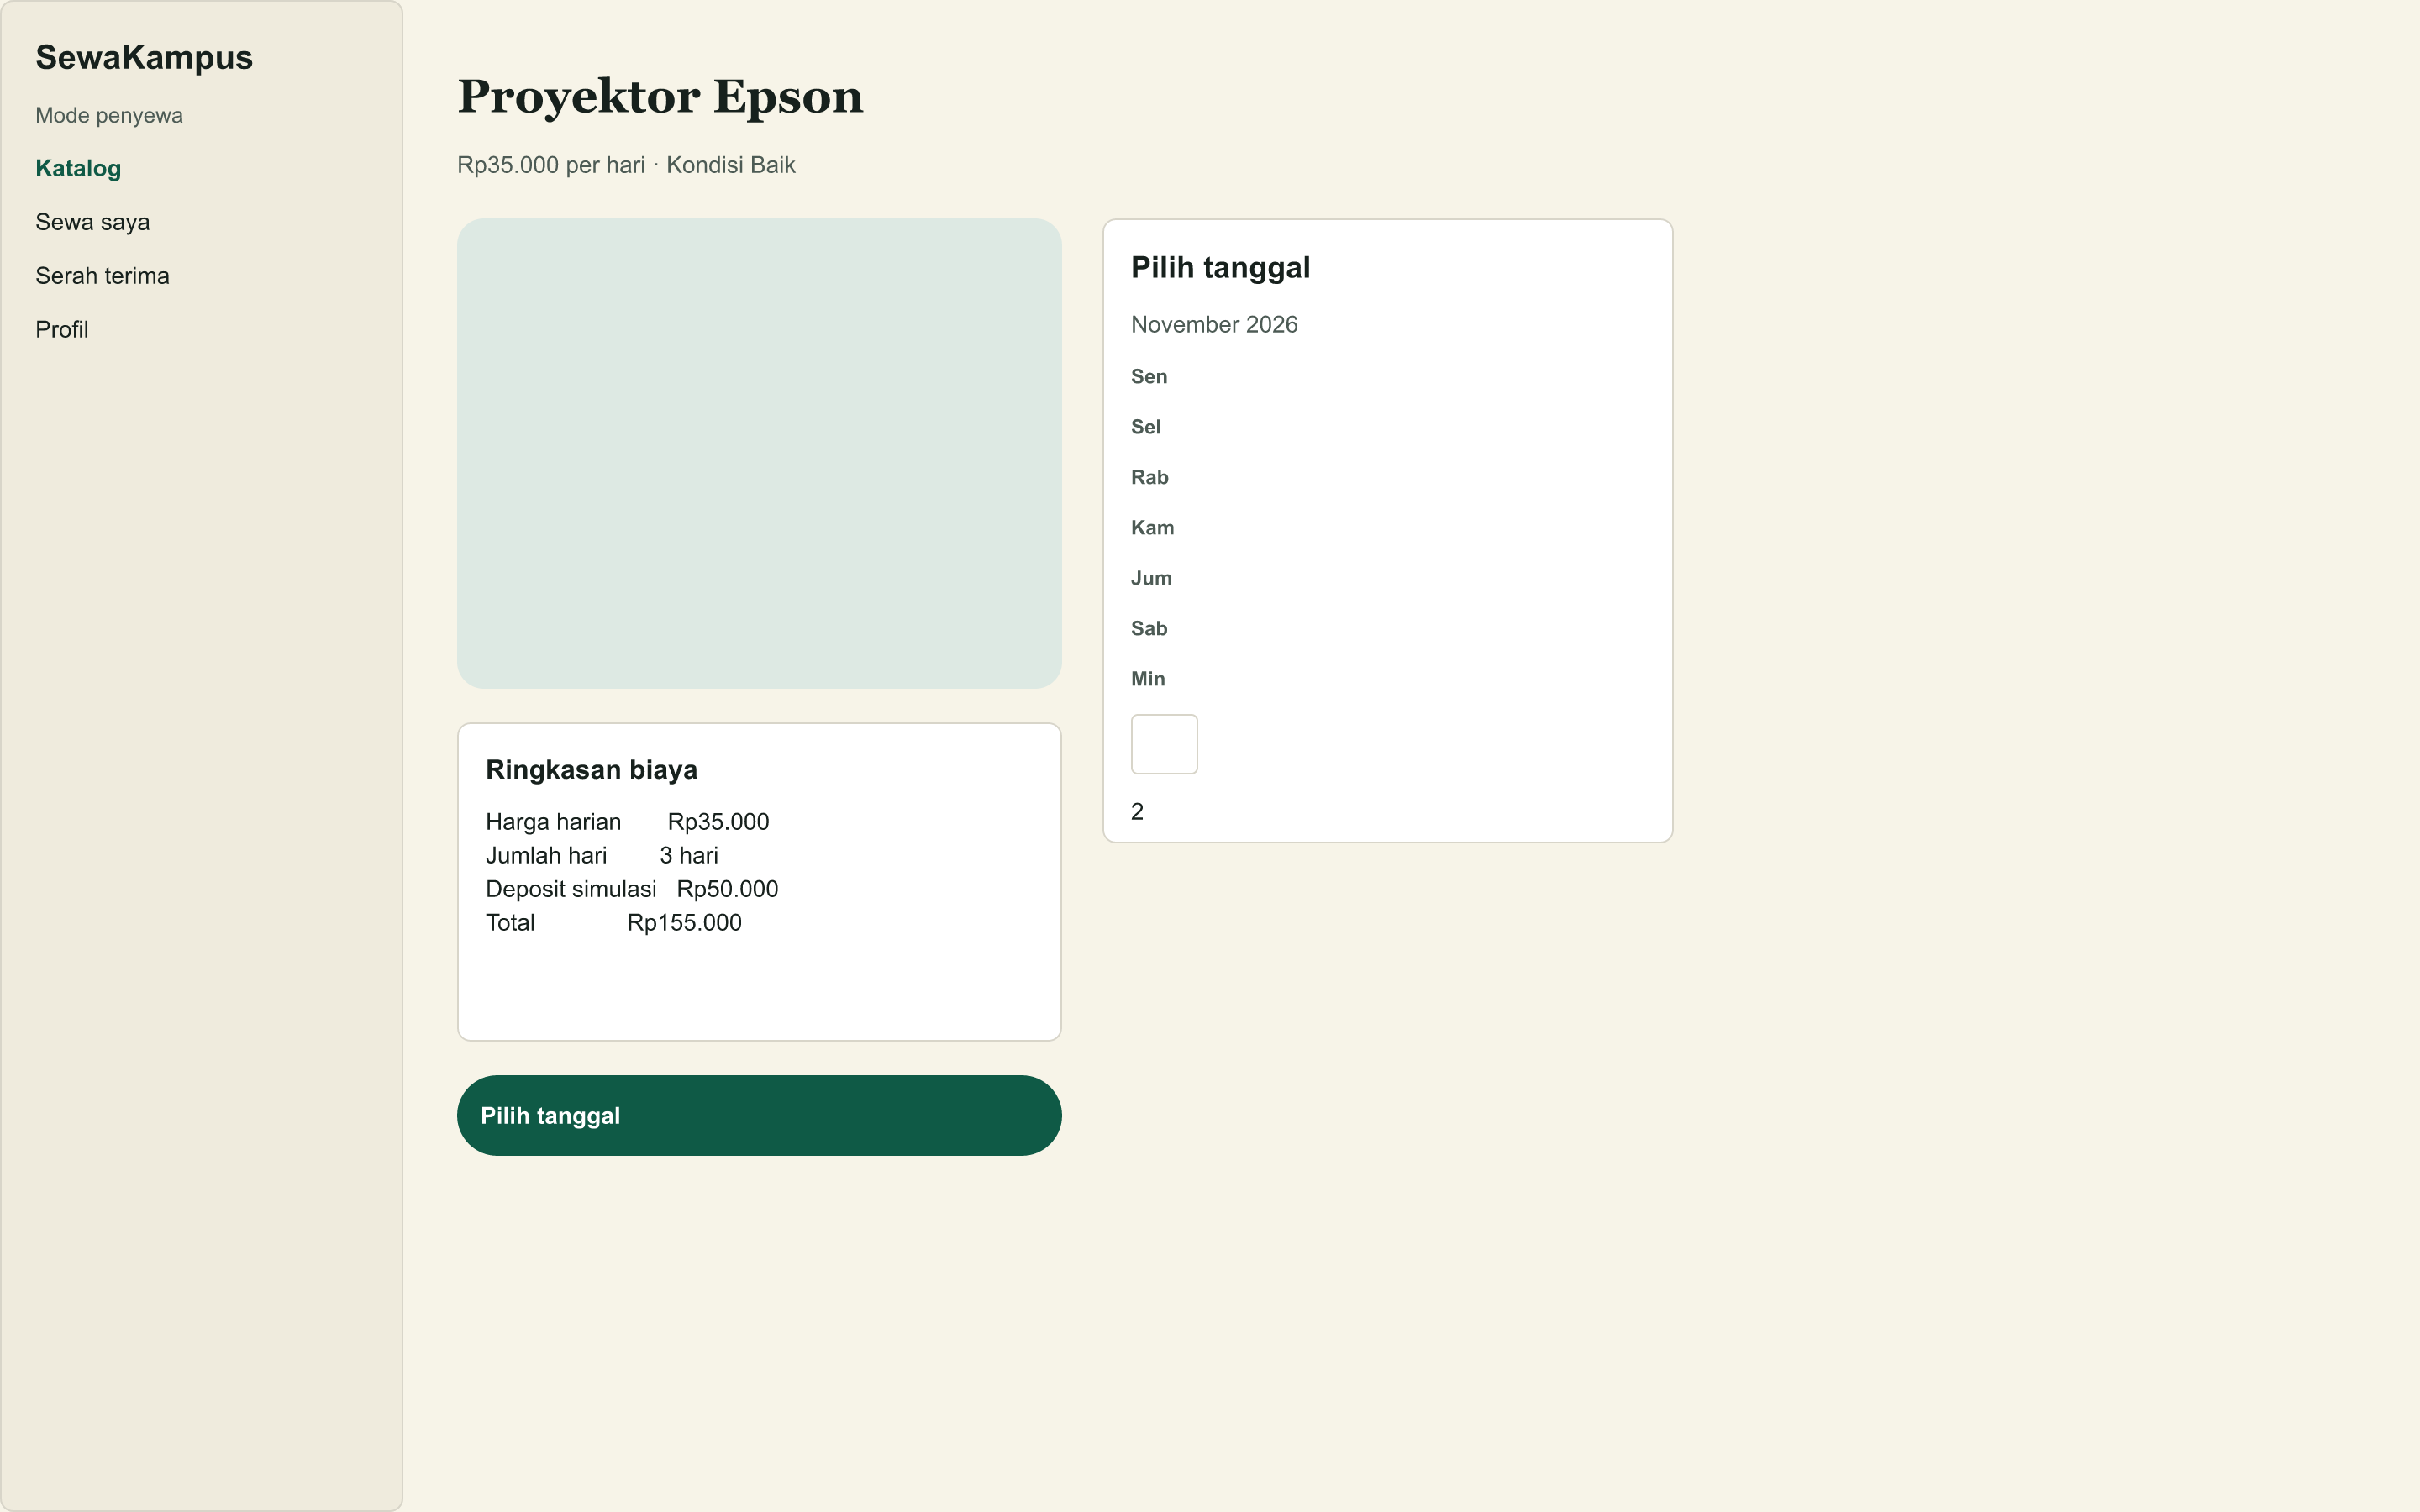 SewaKampus
Mode penyewa
Katalog
Sewa saya
Serah terima
Profil
Proyektor Epson
Rp35.000 per hari · Kondisi Baik
Ringkasan biaya
Harga harian Rp35.000
Jumlah hari 3 hari
Deposit simulasi Rp50.000
Total Rp155.000
Pilih tanggal
Pilih tanggal
November 2026
Sen
Sel
Rab
Kam
Jum
Sab
Min
2